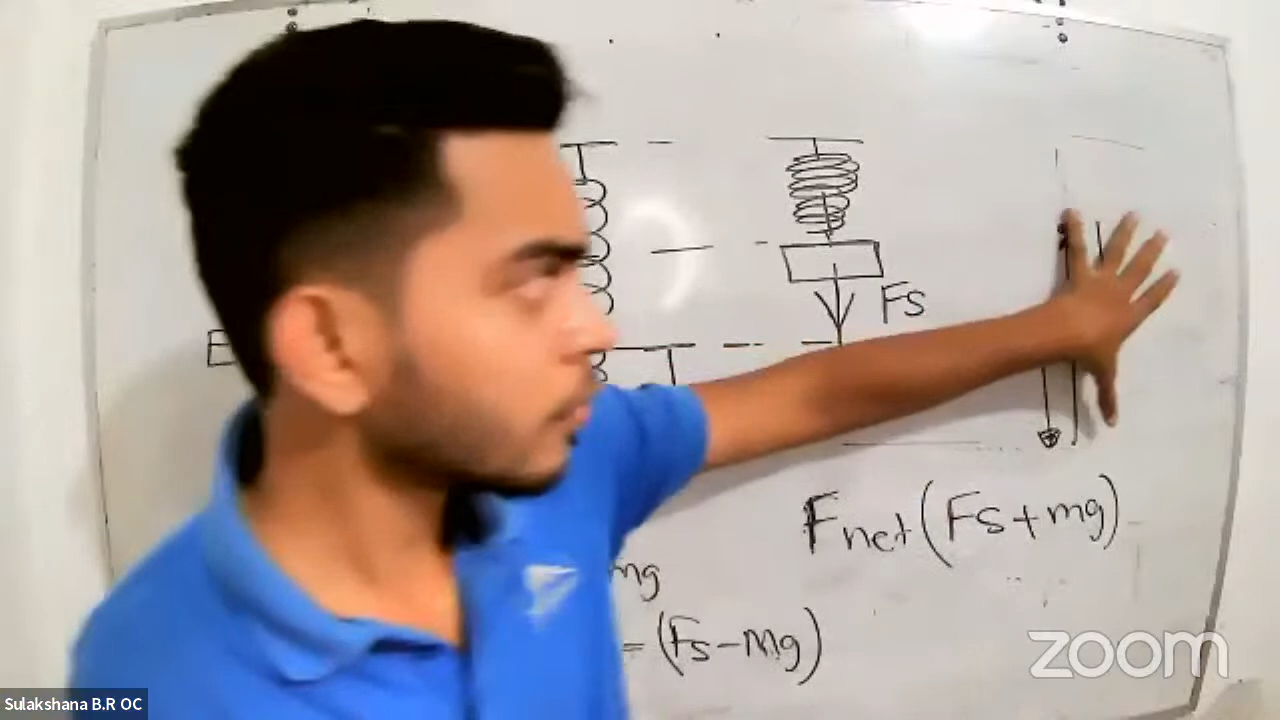 E
Fs
Fnet(Fs+mg)
mg
=(Fs-mg)
zoom
Sulakshana B.R OC